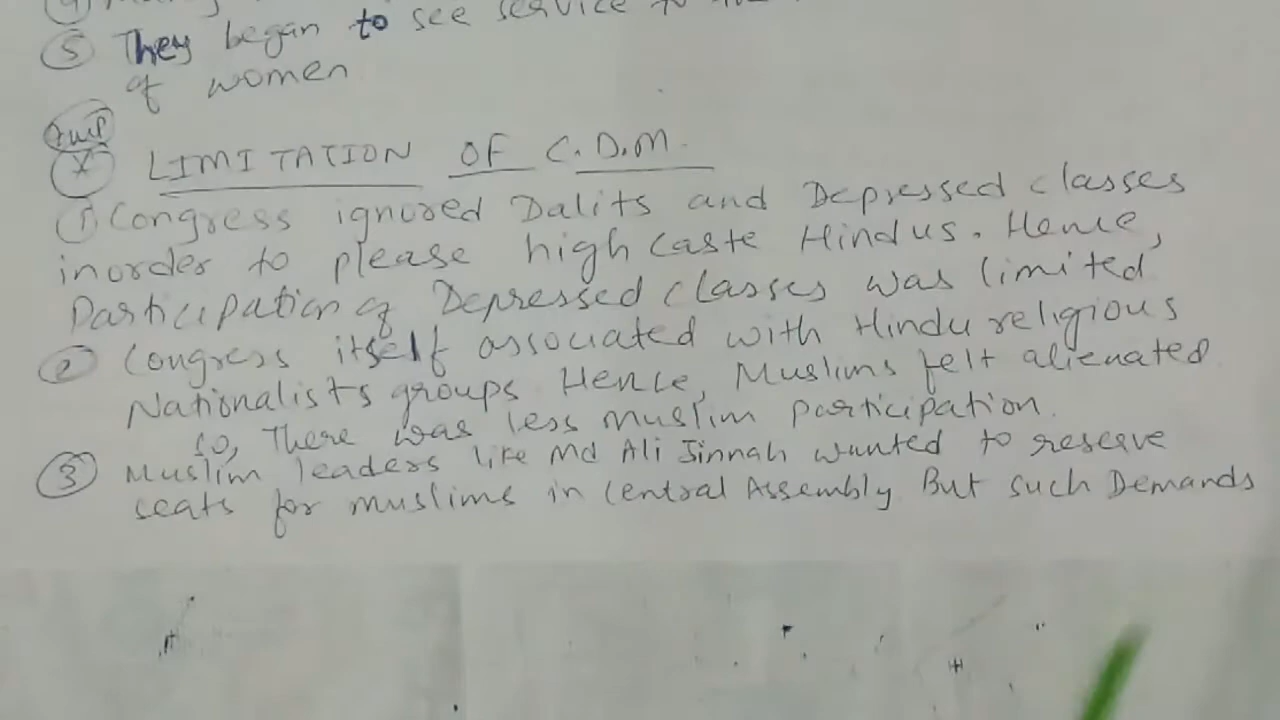 ⑤ They began to see service to
of women
Imp
* LIMITATION OF C.D.M.
① Congress ignored Dalits and Depressed classes
inorder to please high caste Hindus. Hence,
Participation of Depressed classes was limited
② Congress itself associated with Hindu religious
Nationalists groups Hence, Muslims felt alienated
so, There was less muslim participation.
③ Muslim leaders like Md Ali Jinnah wanted to reserve
seats for muslims in Central Assembly But such Demands